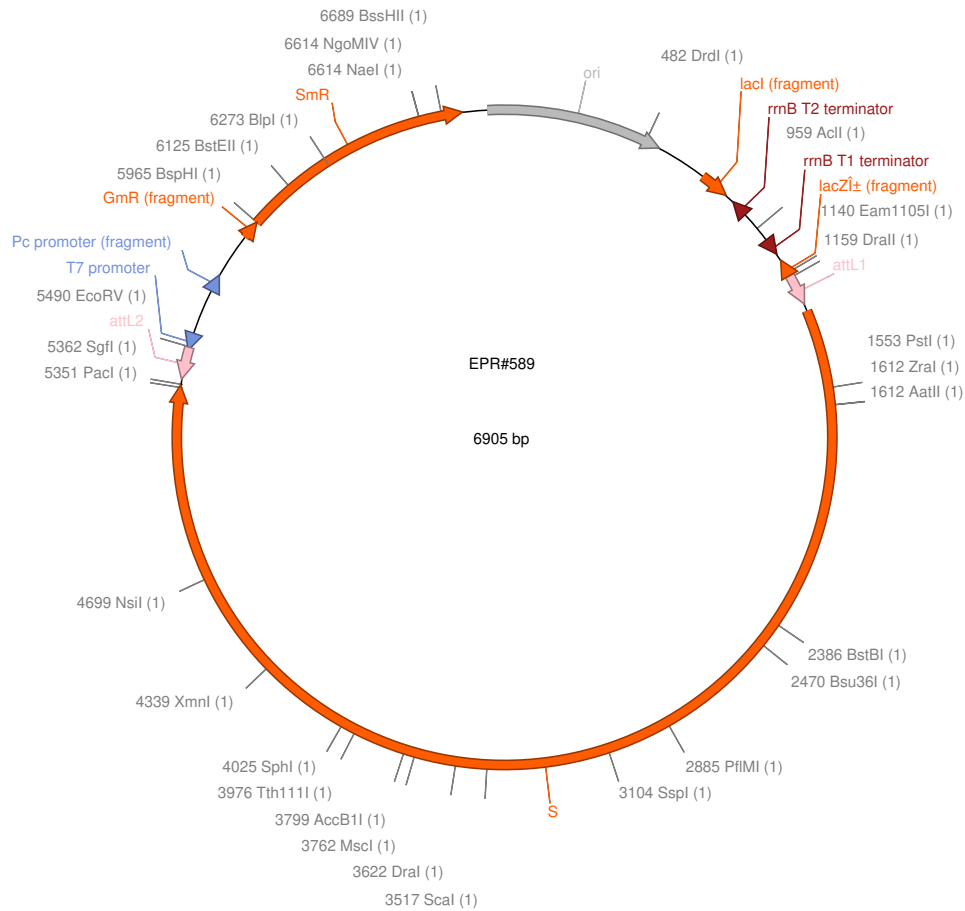 6689 BssHII (1)
6614 NgoMIV (1)
6614 NaeI (1)
SmR
6273 BlpI (1)
6125 BstEII (1)
5965 BspHI (1)
GmR (fragment)
Pc promoter (fragment)
T7 promoter
5490 EcoRV (1)
attL2
5362 SgfI (1)
5351 PacI (1)
ori
482 DrdI (1)
lacI (fragment)
rrnB T2 terminator
959 AclI (1)
rrnB T1 terminator
lacZÎ± (fragment)
1140 Eam1105I (1)
1159 DraII (1)
attL1
1553 PstI (1)
1612 ZraI (1)
1612 AatII (1)
EPR#589
6905 bp
2386 BstBI (1)
2470 Bsu36I (1)
2885 PflMI (1)
3104 SspI (1)
S
4699 NsiI (1)
4339 XmnI (1)
4025 SphI (1)
3976 Tth111I (1)
3799 AccB1I (1)
3762 MscI (1)
3622 DraI (1)
3517 ScaI (1)